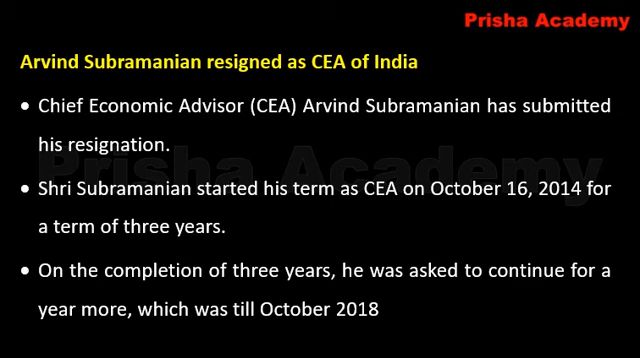 Prisha Academy
Arvind Subramanian resigned as CEA of India
• Chief Economic Advisor (CEA) Arvind Subramanian has submitted
his resignation.
Prisha Academy
• Shri Subramanian started his term as CEA on October 16, 2014 for
a term of three years.
• On the completion of three years, he was asked to continue for a
year more, which was till October 2018